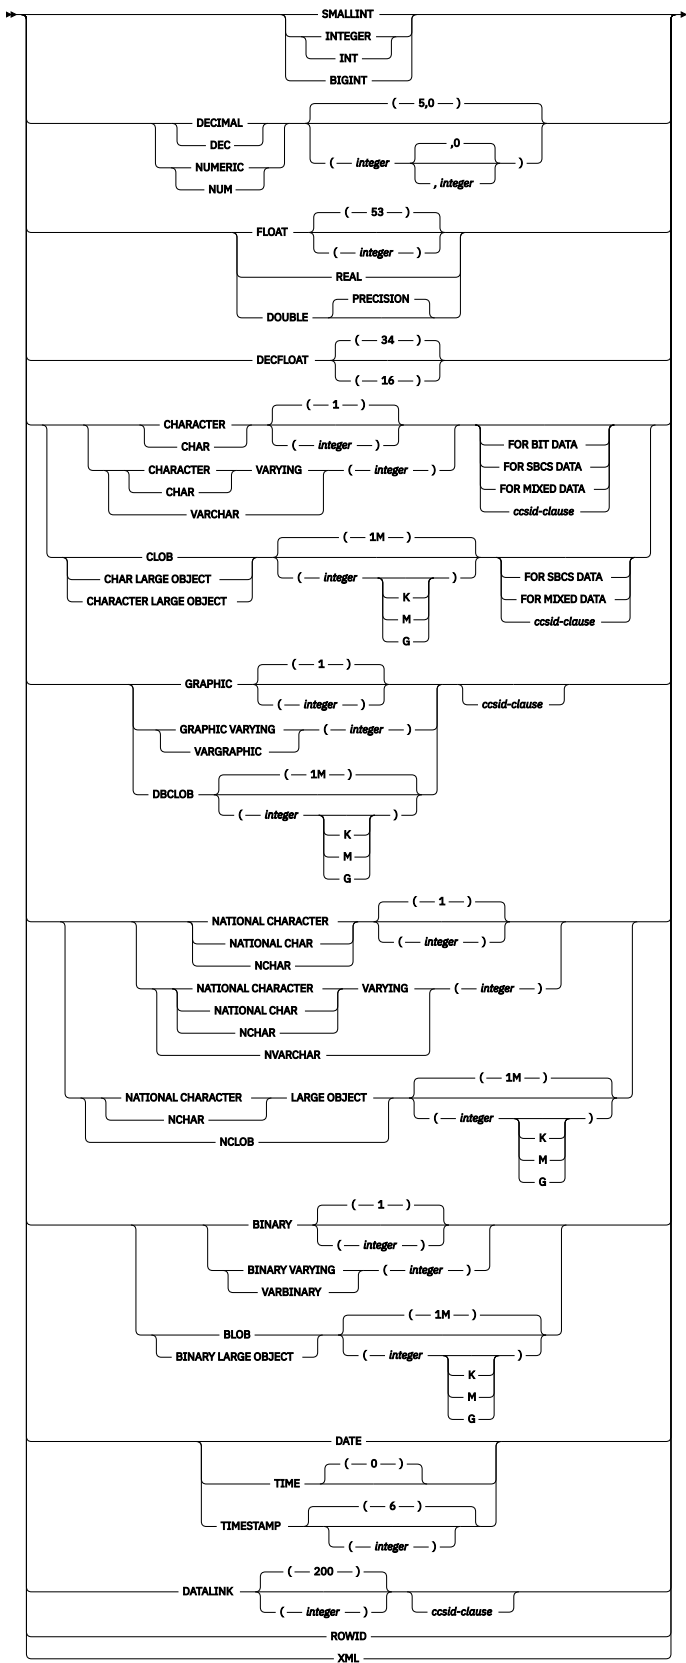 SMALLINT
INTEGER
INT
BIGINT
( 5,0 )
DECIMAL
DEC
,0
NUMERIC ( integer )
NUM , integer
( 53 )
FLOAT
( integer )
REAL
PRECISION
DOUBLE
( 34 )
DECFLOAT
( 16 )
( 1 )
CHARACTER
CHAR ( integer ) FOR BIT DATA
CHARACTER VARYING ( integer ) FOR SBCS DATA
CHAR FOR MIXED DATA
VARCHAR ccsid-clause
( 1M )
CLOB
CHAR LARGE OBJECT ( integer ) FOR SBCS DATA
CHARACTER LARGE OBJECT K FOR MIXED DATA
M ccsid-clause
G
( 1 )
GRAPHIC
( integer ) ccsid-clause
GRAPHIC VARYING ( integer )
VARGRAPHIC
( 1M )
DBCLOB
( integer )
K
M
G
( 1 )
NATIONAL CHARACTER
NATIONAL CHAR ( integer )
NCHAR
NATIONAL CHARACTER VARYING ( integer )
NATIONAL CHAR
NCHAR
NVARCHAR
( 1M )
NATIONAL CHARACTER LARGE OBJECT
NCHAR ( integer )
NCLOB K
M
G
( 1 )
BINARY
( integer )
BINARY VARYING ( integer )
VARBINARY
( 1M )
BLOB
BINARY LARGE OBJECT ( integer )
K
M
G
DATE
( 0 )
TIME
( 6 )
TIMESTAMP
( integer )
( 200 )
DATALINK
( integer ) ccsid-clause
ROWID
XML